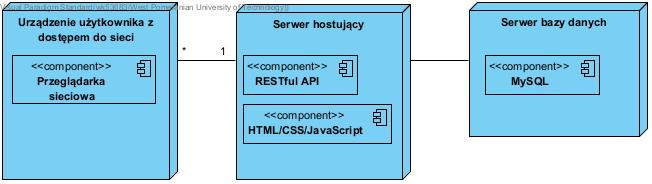 Visual Paradigm Standard(wk53083(West Pomeranian University of Technology))
Urządzenie użytkownika z
dostępem do sieci
<<component>>
Przeglądarka
sieciowa
*
1
Serwer hostujący
<<component>>
RESTful API
<<component>>
HTML/CSS/JavaScript
Serwer bazy danych
<<component>>
MySQL